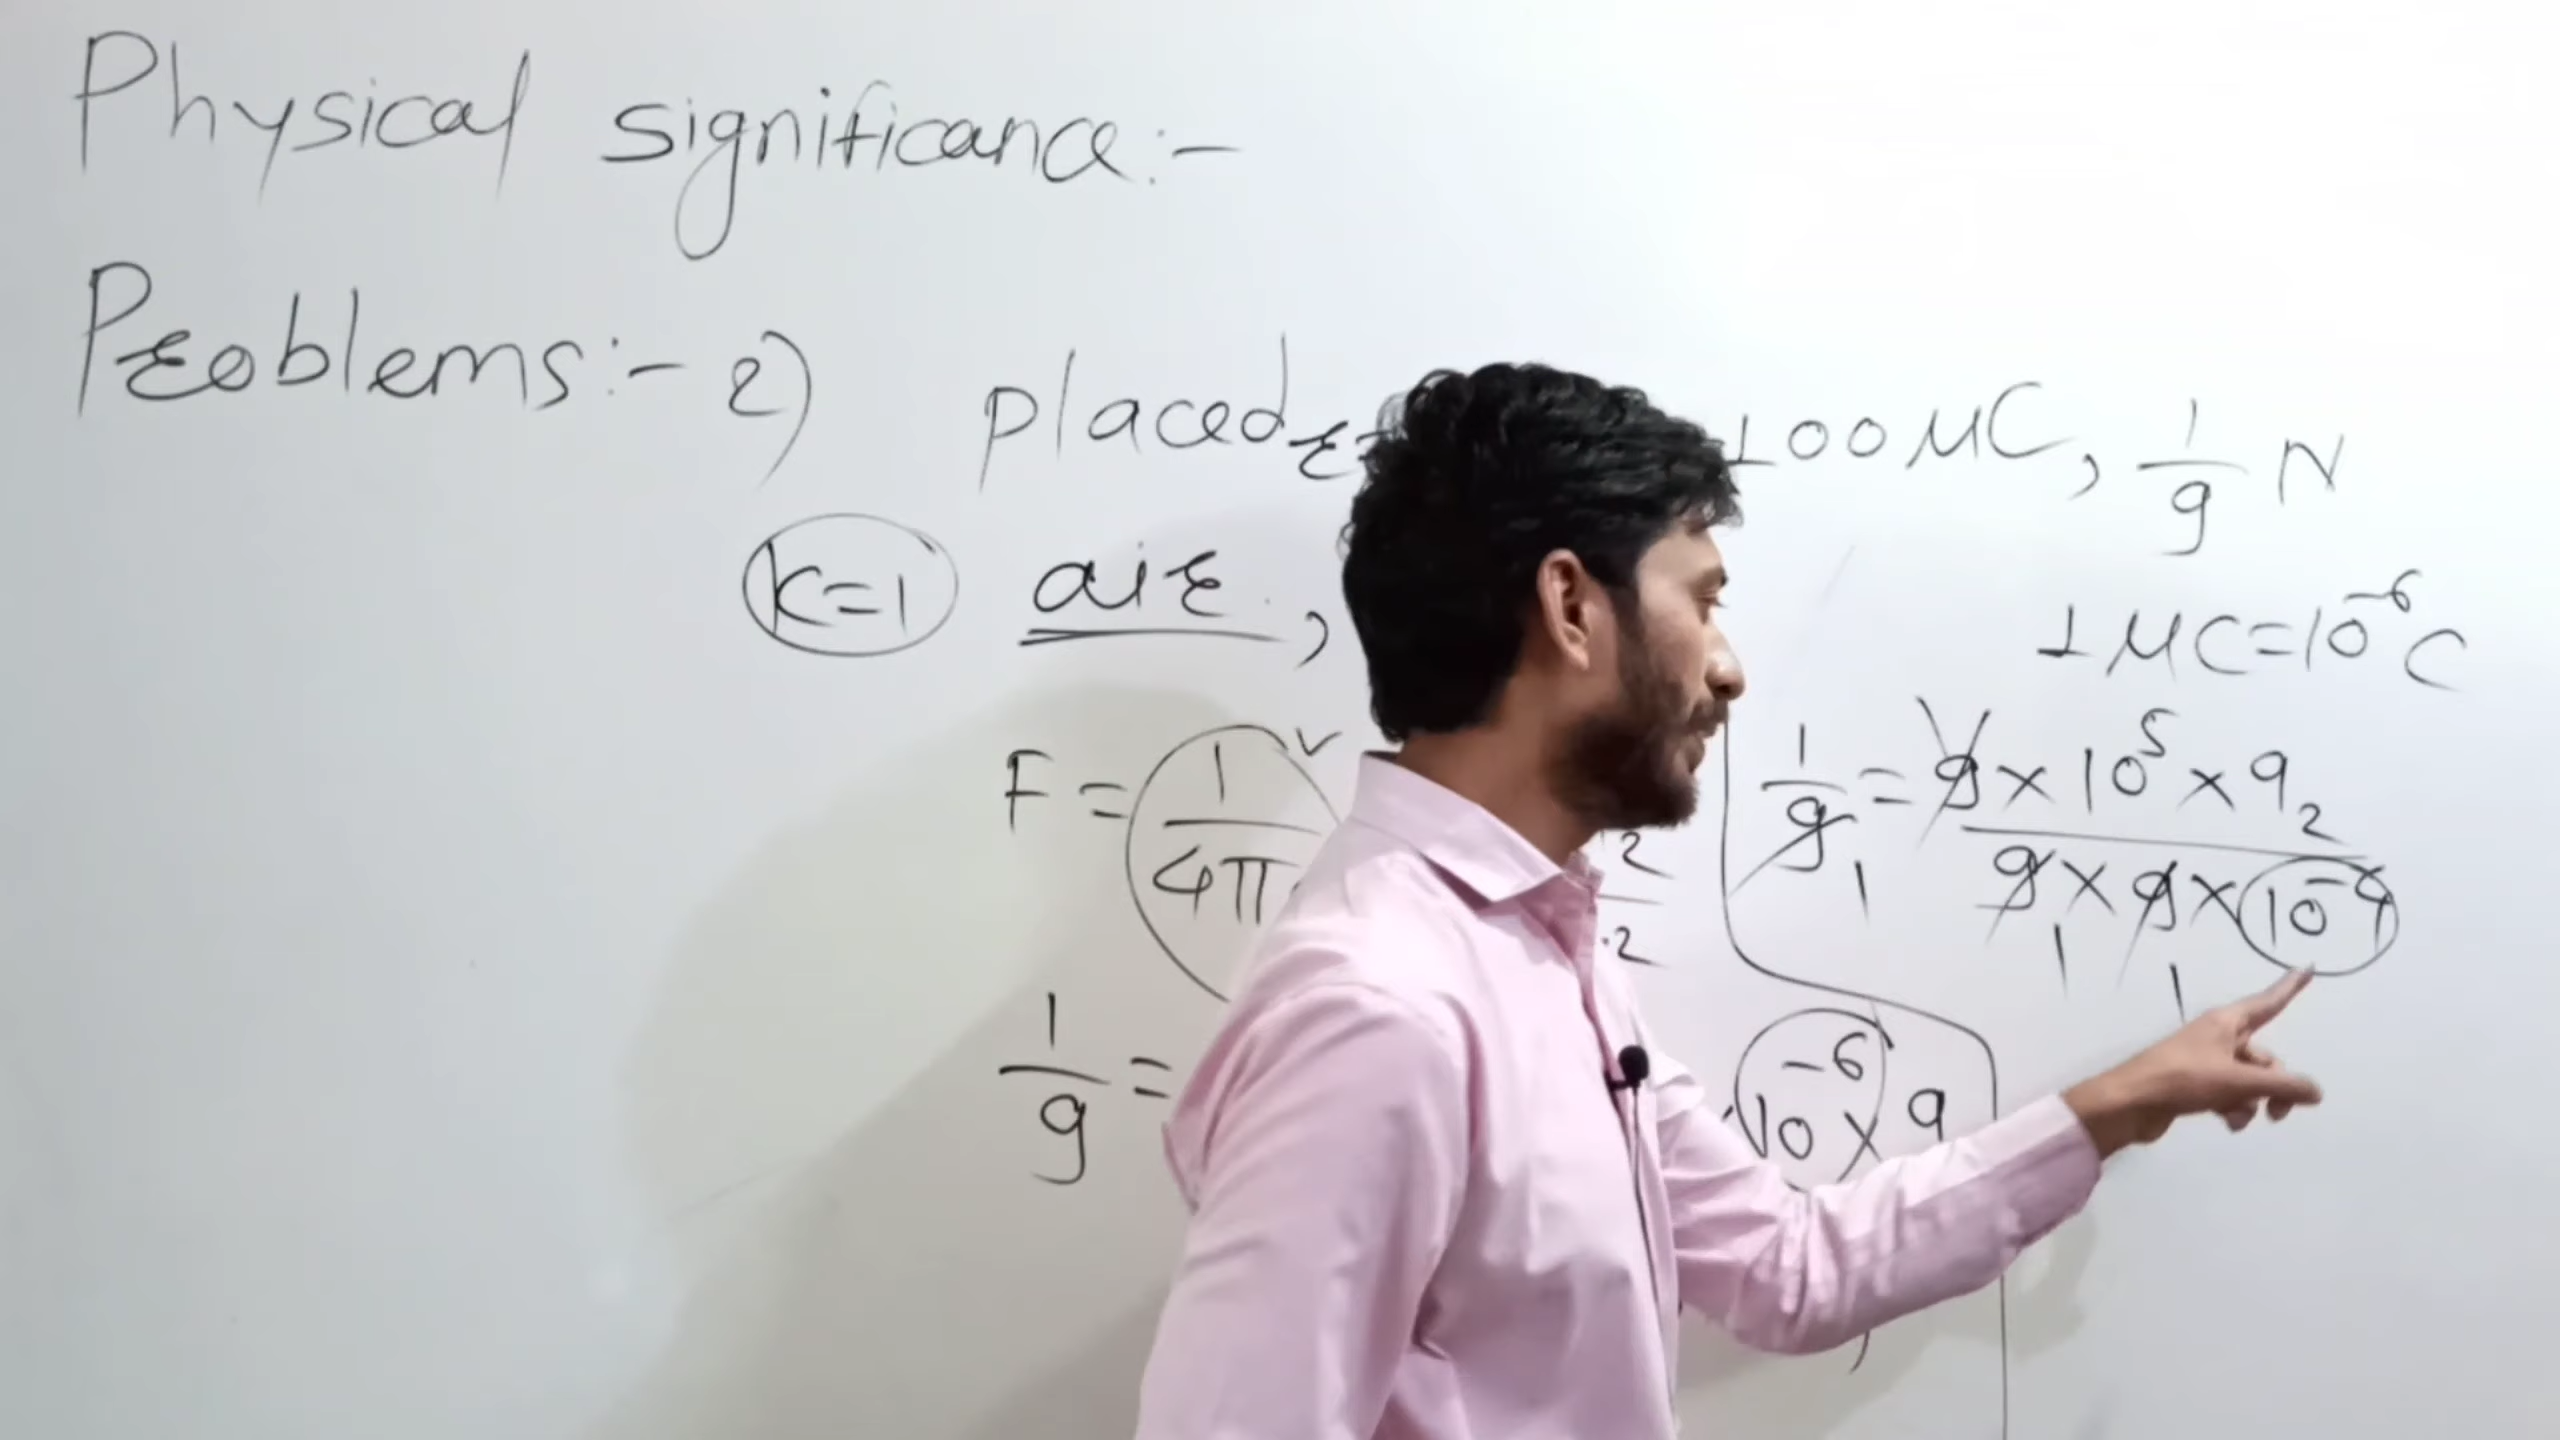 Physical significance:-
Problems:- 2) placed 100 μC, 1/9 N
K=1 air,
1 μC = 10⁻⁶ C
F = 1/4π
1/9 = 9 × 10⁵ × q₂ / 9 × 9 × 10⁻⁴
1/9 =
10⁻⁶ × 9